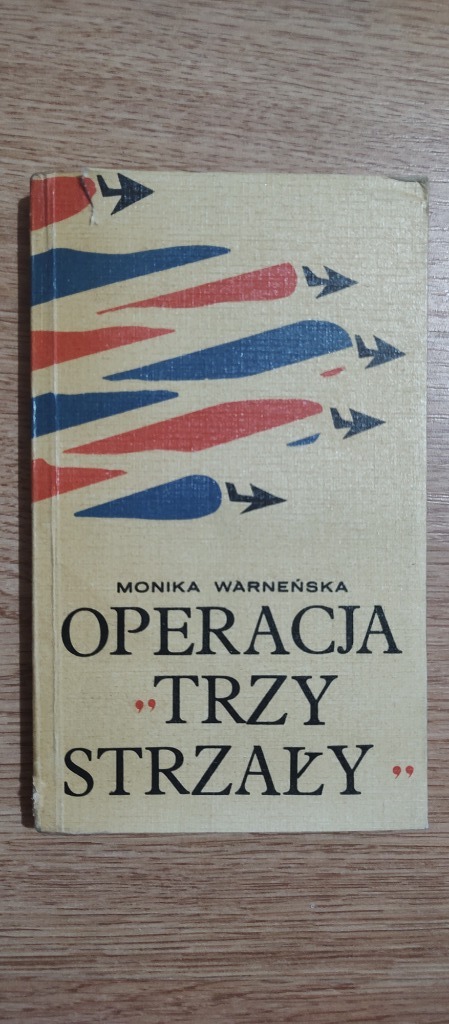 MONIKA WARNEŃSKA
OPERACJA
”TRZY
STRZAŁY”